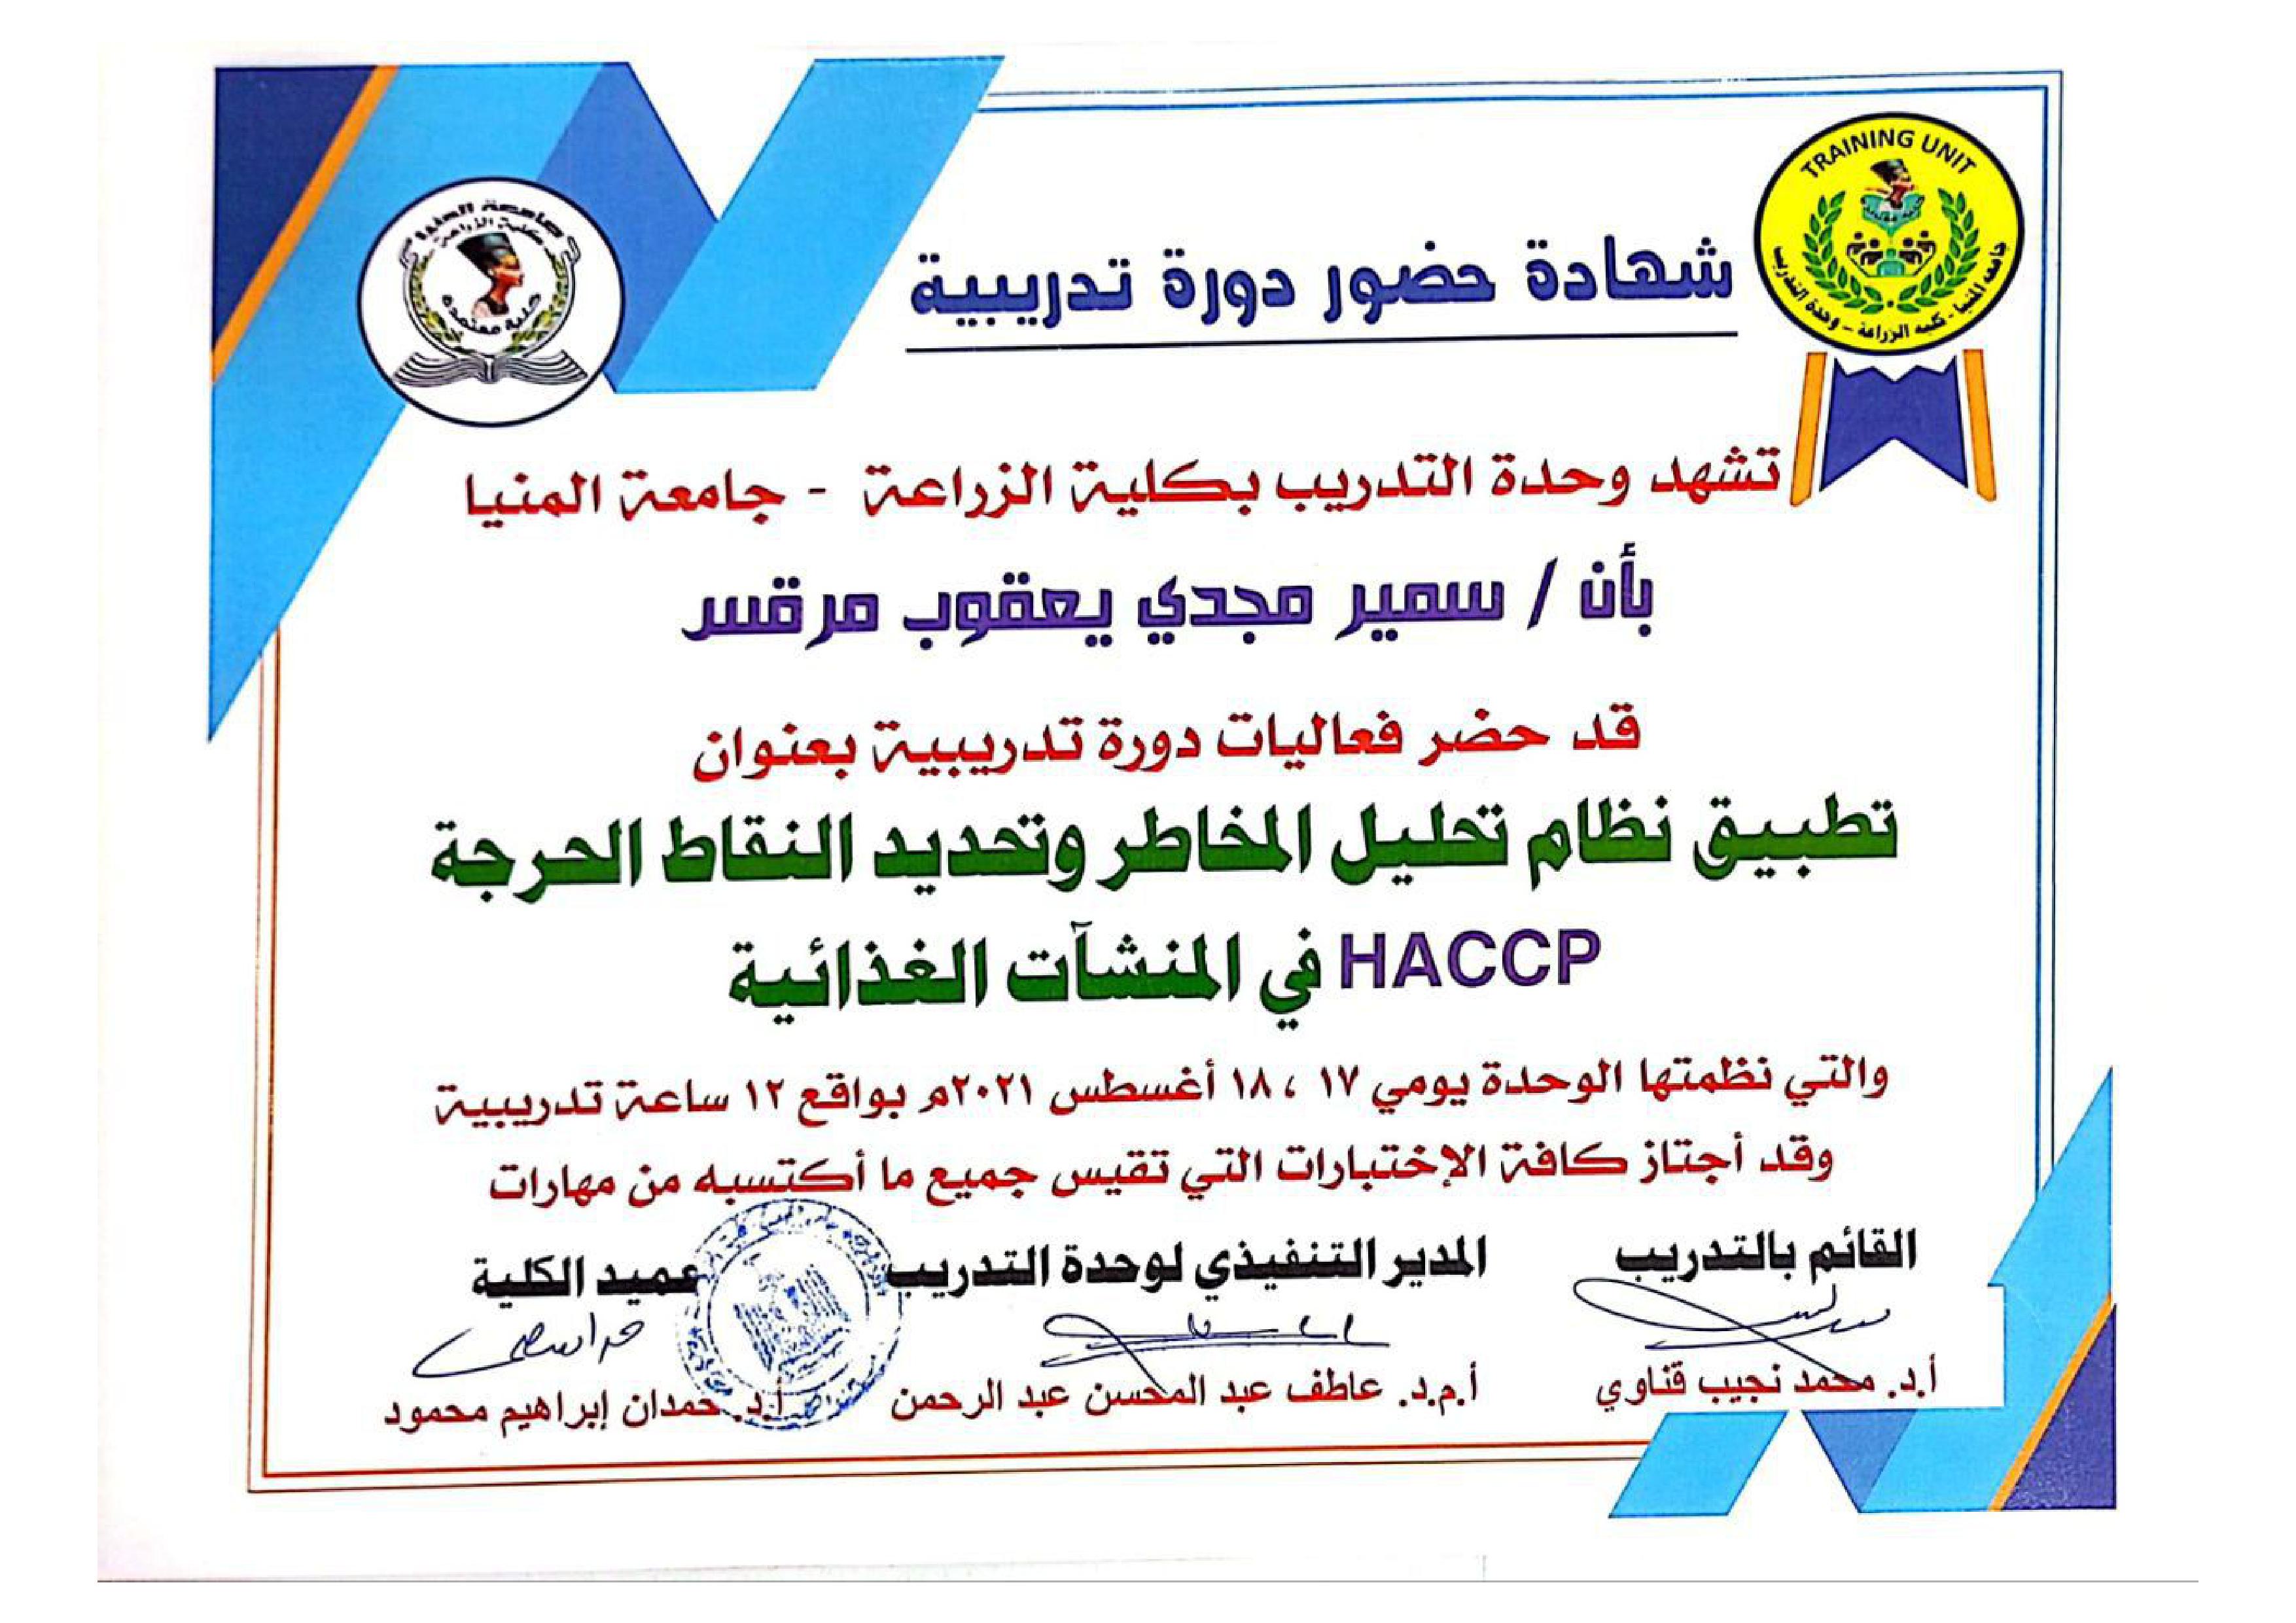 TRAINING UNIT
جامعة المنيا - كلية الزراعة - وحدة التدريب
جامعة المنيا
كلية الزراعة
كلية معتمدة
شهادة حضور دورة تدريبية
تشهد وحدة التدريب بكلية الزراعة - جامعة المنيا
بأن / سمير مجدي يعقوب مرقس
قد حضر فعاليات دورة تدريبية بعنوان
تطبيق نظام تحليل المخاطر وتحديد النقاط الحرجة
HACCP في المنشآت الغذائية
والتي نظمتها الوحدة يومي ١٧ ، ١٨ أغسطس ٢٠٢١م بواقع ١٢ ساعة تدريبية
وقد أجتاز كافة الإختبارات التي تقيس جميع ما أكتسبه من مهارات
القائم بالتدريب
المدير التنفيذي لوحدة التدريب
عميد الكلية
أ.د. محمد نجيب قناوي
أ.م.د. عاطف عبد المحسن عبد الرحمن
أ.د. حمدان إبراهيم محمود